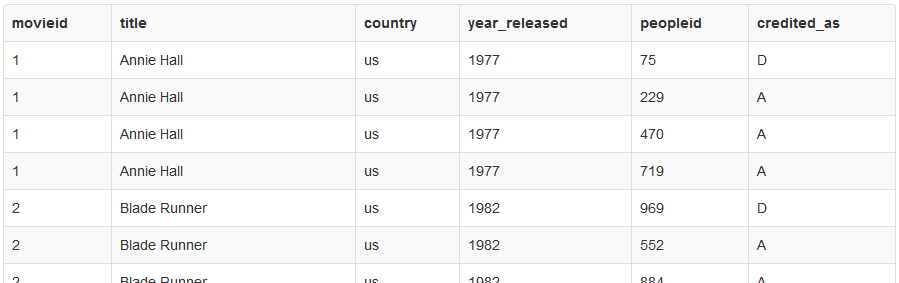 movieid title country year_released peopleid credited_as
1 Annie Hall us 1977 75 D
1 Annie Hall us 1977 229 A
1 Annie Hall us 1977 470 A
1 Annie Hall us 1977 719 A
2 Blade Runner us 1982 969 D
2 Blade Runner us 1982 552 A
2 Blade Runner us 1982 884 A